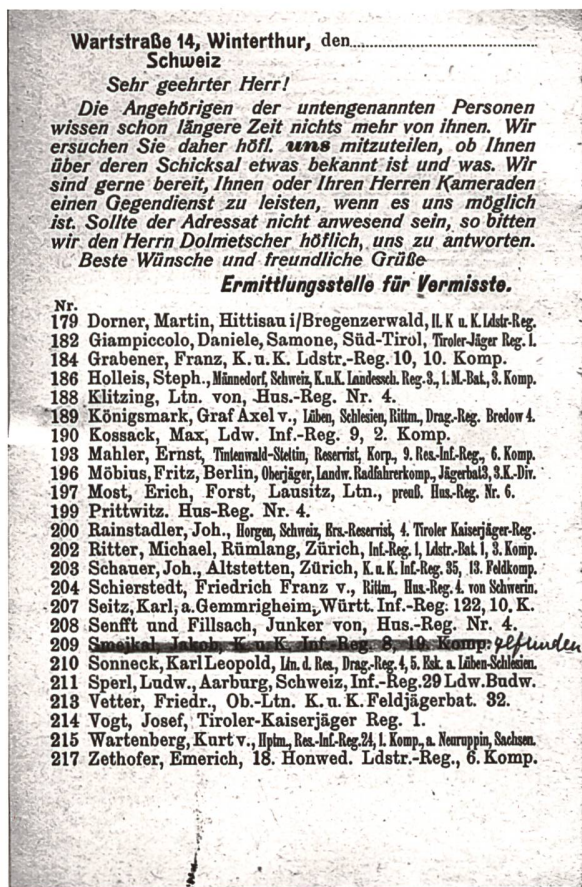 Wartstraße 14, Winterthur, den....................
Schweiz
Sehr geehrter Herr!
Die Angehörigen der untengenannten Personen
wissen schon längere Zeit nichts mehr von ihnen. Wir
ersuchen Sie daher höfl. uns mitzuteilen, ob Ihnen
über deren Schicksal etwas bekannt ist und was. Wir
sind gerne bereit, Ihnen oder Ihren Herren Kameraden
einen Gegendienst zu leisten, wenn es uns möglich
ist. Sollte der Adressat nicht anwesend sein, so bitten
wir den Herrn Dolmetscher höflich, uns zu antworten.
Beste Wünsche und freundliche Grüße
Ermittlungsstelle für Vermisste.
Nr.
179 Dorner, Martin, Hittisau i/Bregenzerwald, II. K u. K. Ldstr-Reg.
182 Giampiccolo, Daniele, Samone, Süd-Tirol, Tiroler-Jäger Reg. 1.
184 Grabener, Franz, K. u. K. Ldstr.-Reg. 10, 10. Komp.
186 Holleis, Steph., Männedorf, Schweiz, K.u.K. Landessch. Reg. 3., 1. M.-Bat., 3. Komp.
188 Klitzing, Ltn. von, Hus.-Reg. Nr. 4.
189 Königsmark, Graf Axel v., Lüben, Schlesien, Rittm., Drag.-Reg. Bredow 4.
190 Kossack, Max, Ldw. Inf.-Reg. 9, 2. Komp.
193 Mahler, Ernst, Tintenwald-Stettin, Reservist, Korp., 9. Res.-Inf.-Reg., 6. Komp.
196 Möbius, Fritz, Berlin, Oberjäger, Landw. Radfahrerkomp., Jägerbat3, 3.K.-Div.
197 Most, Erich, Forst, Lausitz, Ltn., preuß. Hus.-Reg. Nr. 6.
199 Prittwitz. Hus-Reg. Nr. 4.
200 Rainstadler, Joh., Horgen, Schweiz, Krs.-Reservist, 4. Tiroler Kaiserjäger-Reg.
202 Ritter, Michael, Rümlang, Zürich, Inf.-Reg. 1, Ldstr.-Bat. 1, 3. Komp.
203 Schauer, Joh., Altstetten, Zürich, K. u. K. Inf.-Reg. 35, 13. Feldkomp.
204 Schierstedt, Friedrich Franz v., Rittm., Hus.-Reg. 4. von Schwerin.
207 Seitz, Karl, a. Gemmrigheim, Württ. Inf.-Reg. 122, 10. K.
208 Senfft und Fillsach, Junker von, Hus.-Reg. Nr. 4.
209 Smejkal, Jakob, K. u. K. Inf.-Reg. 8, 19. Komp. gefunden
210 Sonneck, Karl Leopold, Ltn. d. Res., Drag.-Reg. 4, 5. Esk. a. Lüben-Schlesien.
211 Sperl, Ludw., Aarburg, Schweiz, Inf.-Reg. 29 Ldw. Budw.
213 Vetter, Friedr., Ob.-Ltn. K. u. K. Feldjägerbat. 32.
214 Vogt, Josef, Tiroler-Kaiserjäger Reg. 1.
215 Wartenberg, Kurt v., Hptm., Res.-Inf.-Reg. 24, 1. Komp., a. Neuruppin, Sachsen.
217 Zethofer, Emerich, 18. Honwed. Ldstr.-Reg., 6. Komp.